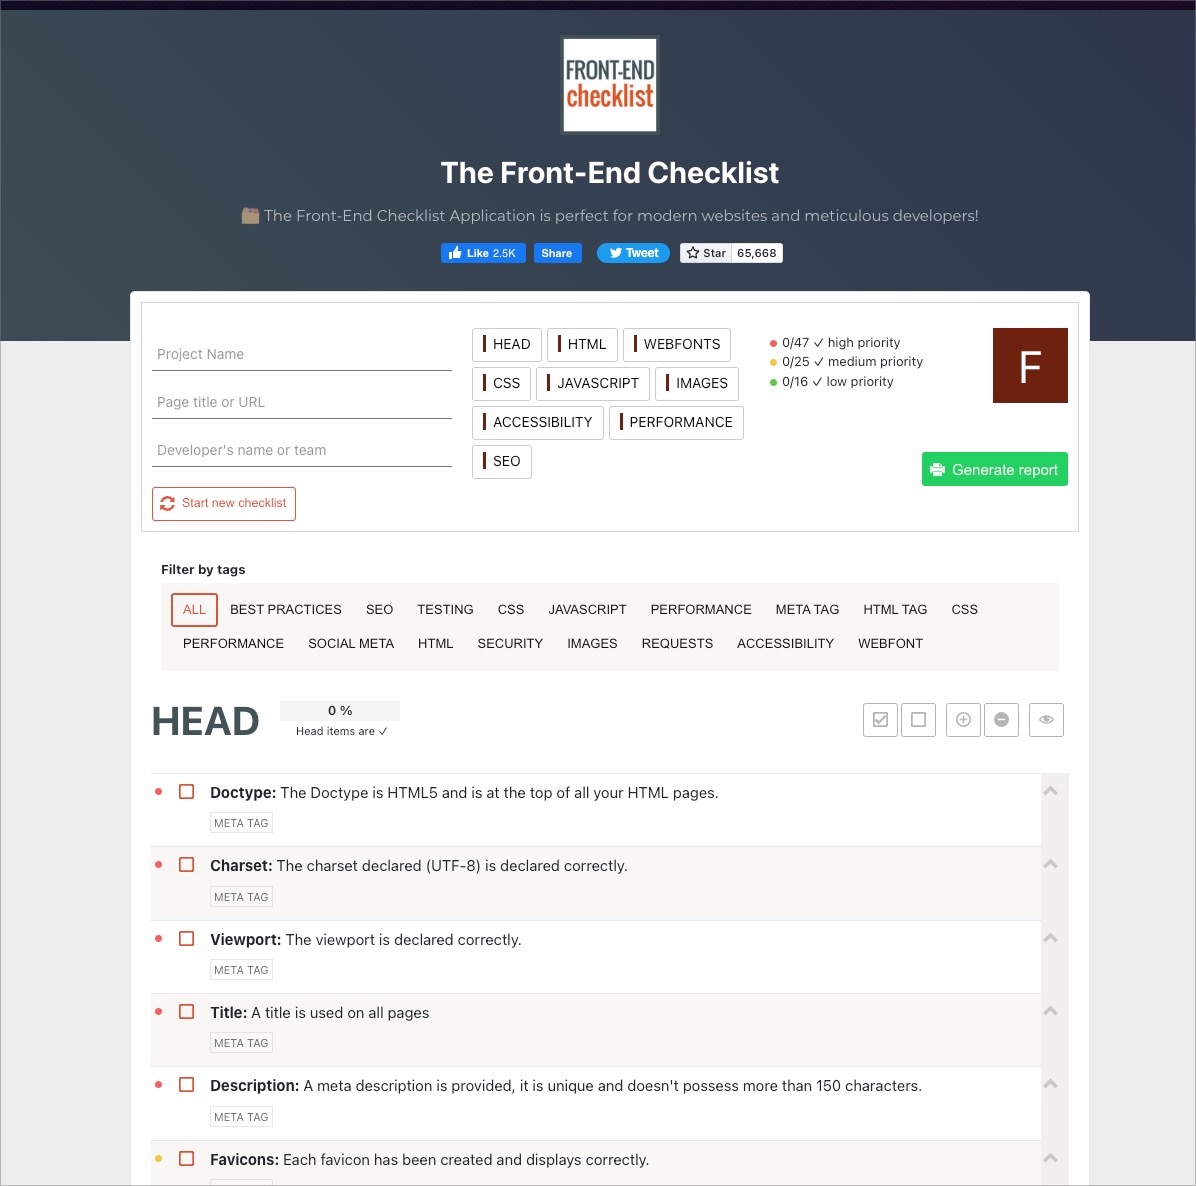 FRONT-END
checklist
The Front-End Checklist
The Front-End Checklist Application is perfect for modern websites and meticulous developers!
Like 2.5K Share Tweet Star 65,668
Project Name
Page title or URL
Developer's name or team
Start new checklist
HEAD HTML WEBFONTS
CSS JAVASCRIPT IMAGES
ACCESSIBILITY PERFORMANCE
SEO
0/47 ✓ high priority
0/25 ✓ medium priority
0/16 ✓ low priority
F
Generate report
Filter by tags
ALL BEST PRACTICES SEO TESTING CSS JAVASCRIPT PERFORMANCE META TAG HTML TAG CSS
PERFORMANCE SOCIAL META HTML SECURITY IMAGES REQUESTS ACCESSIBILITY WEBFONT
HEAD
0 %
Head items are ✓
Doctype: The Doctype is HTML5 and is at the top of all your HTML pages.
META TAG
Charset: The charset declared (UTF-8) is declared correctly.
META TAG
Viewport: The viewport is declared correctly.
META TAG
Title: A title is used on all pages
META TAG
Description: A meta description is provided, it is unique and doesn't possess more than 150 characters.
META TAG
Favicons: Each favicon has been created and displays correctly.